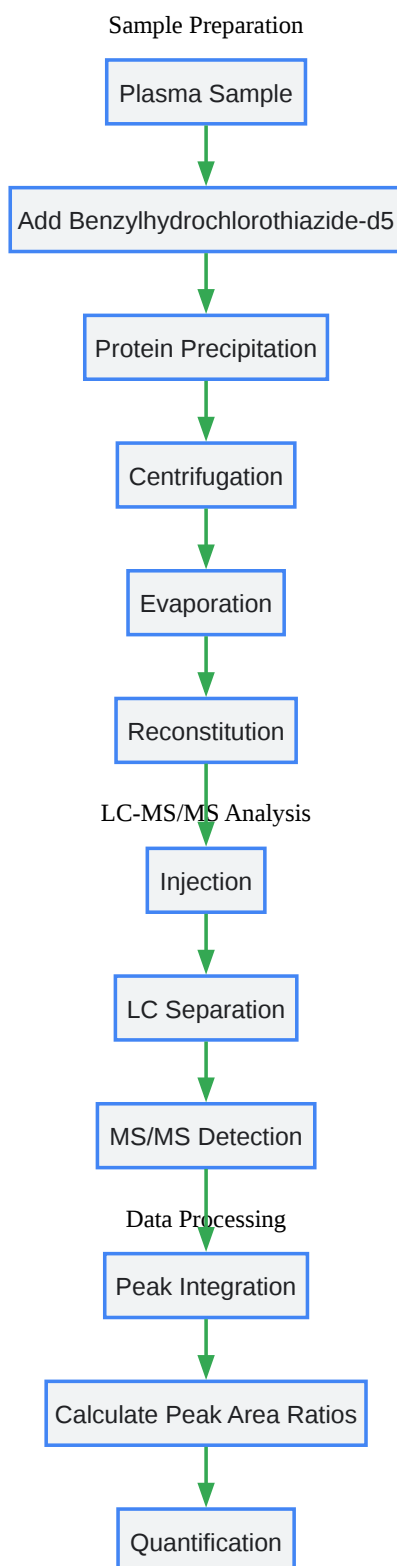 Sample Preparation
Plasma Sample
Add Benzylhydrochlorothiazide-d5
Protein Precipitation
Centrifugation
Evaporation
Reconstitution
LC-MS/MS Analysis
Injection
LC Separation
MS/MS Detection
Data Processing
Peak Integration
Calculate Peak Area Ratios
Quantification